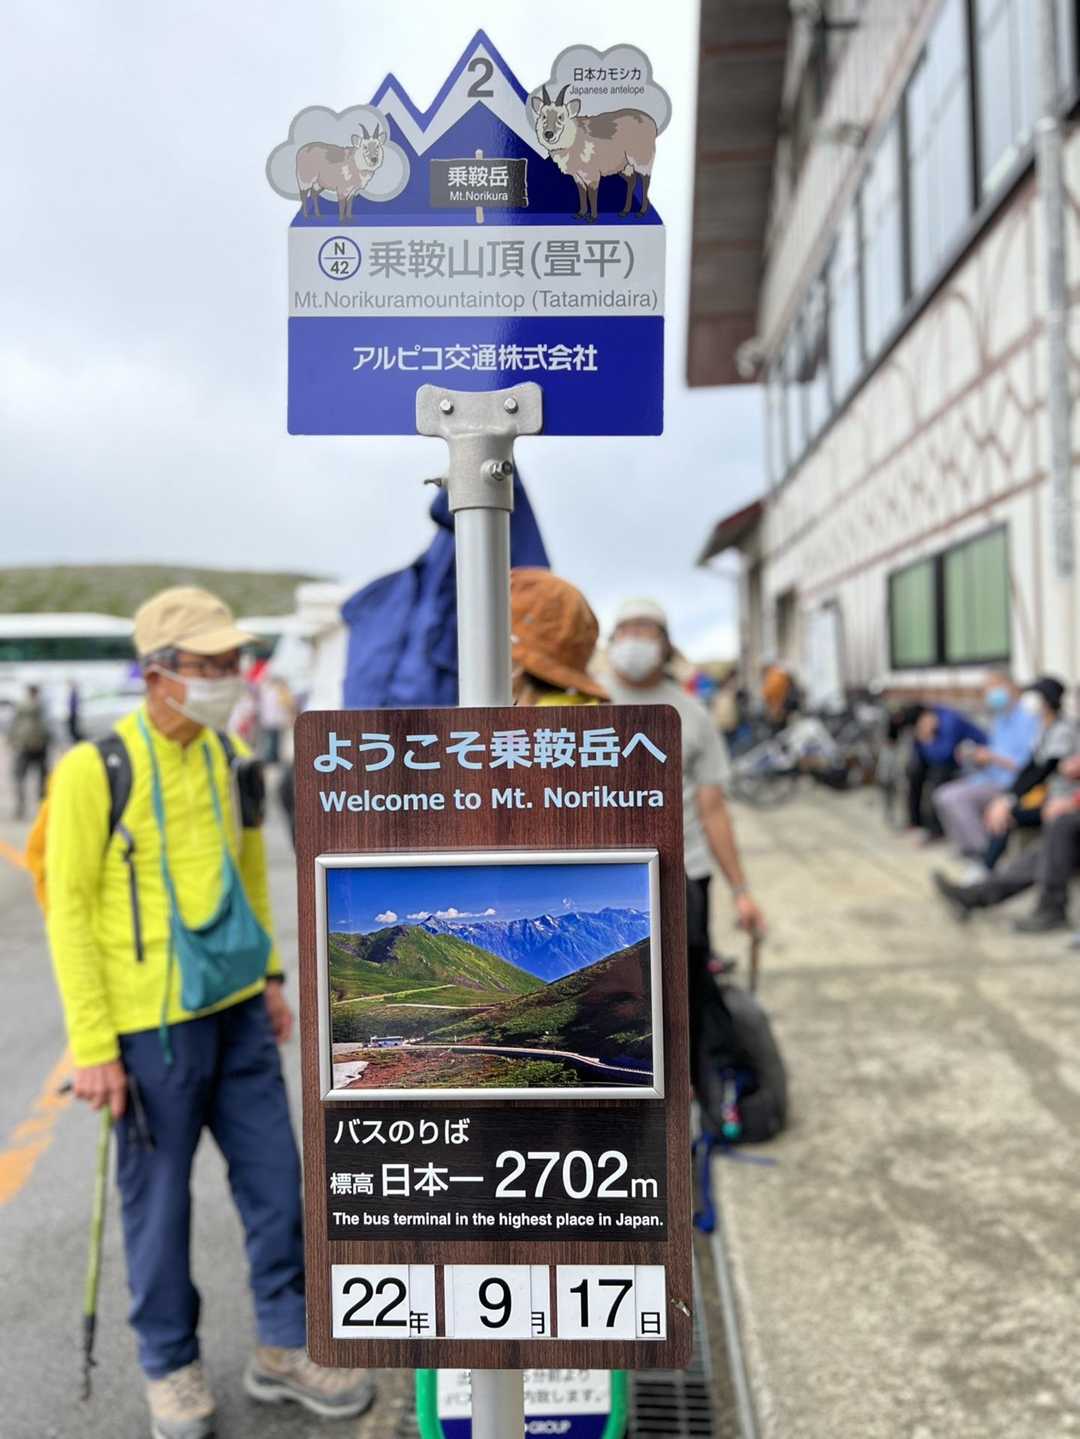 2
日本カモシカ
Japanese antelope
乗鞍岳
Mt.Norikura
N
42
乗鞍山頂(畳平)
Mt.Norikuramountaintop (Tatamidaira)
アルピコ交通株式会社
ようこそ乗鞍岳へ
Welcome to Mt. Norikura
バスのりば
標高 日本一 2702m
The bus terminal in the highest place in Japan.
22年 9月 17日
GROUP